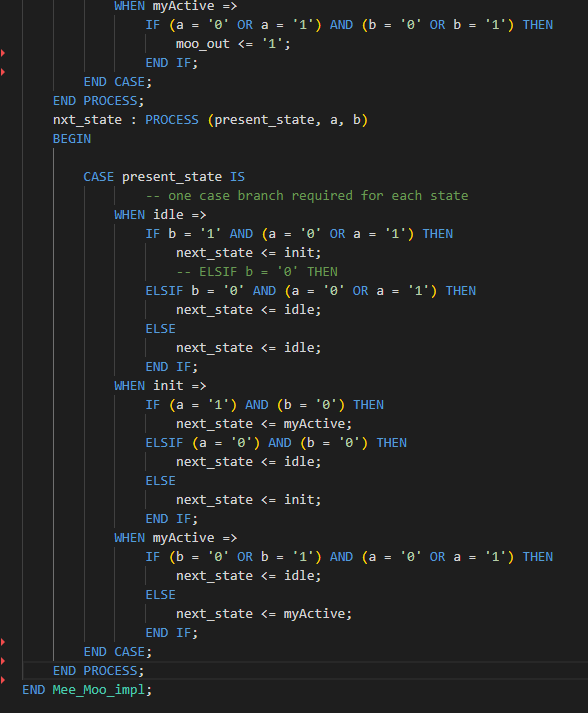 WHEN myActive =>
IF (a = '0' OR a = '1') AND (b = '0' OR b = '1') THEN
moo_out <= '1';
END IF;
END CASE;
END PROCESS;
nxt_state : PROCESS (present_state, a, b)
BEGIN
CASE present_state IS
-- one case branch required for each state
WHEN idle =>
IF b = '1' AND (a = '0' OR a = '1') THEN
next_state <= init;
-- ELSIF b = '0' THEN
ELSIF b = '0' AND (a = '0' OR a = '1') THEN
next_state <= idle;
ELSE
next_state <= idle;
END IF;
WHEN init =>
IF (a = '1') AND (b = '0') THEN
next_state <= myActive;
ELSIF (a = '0') AND (b = '0') THEN
next_state <= idle;
ELSE
next_state <= init;
END IF;
WHEN myActive =>
IF (b = '0' OR b = '1') AND (a = '0' OR a = '1') THEN
next_state <= idle;
ELSE
next_state <= myActive;
END IF;
END CASE;
END PROCESS;
END Mee_Moo_impl;